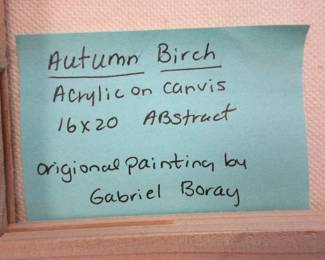 Autumn Birch
Acrylic on canvis
16x20 ABstract
origional painting by
Gabriel Boray